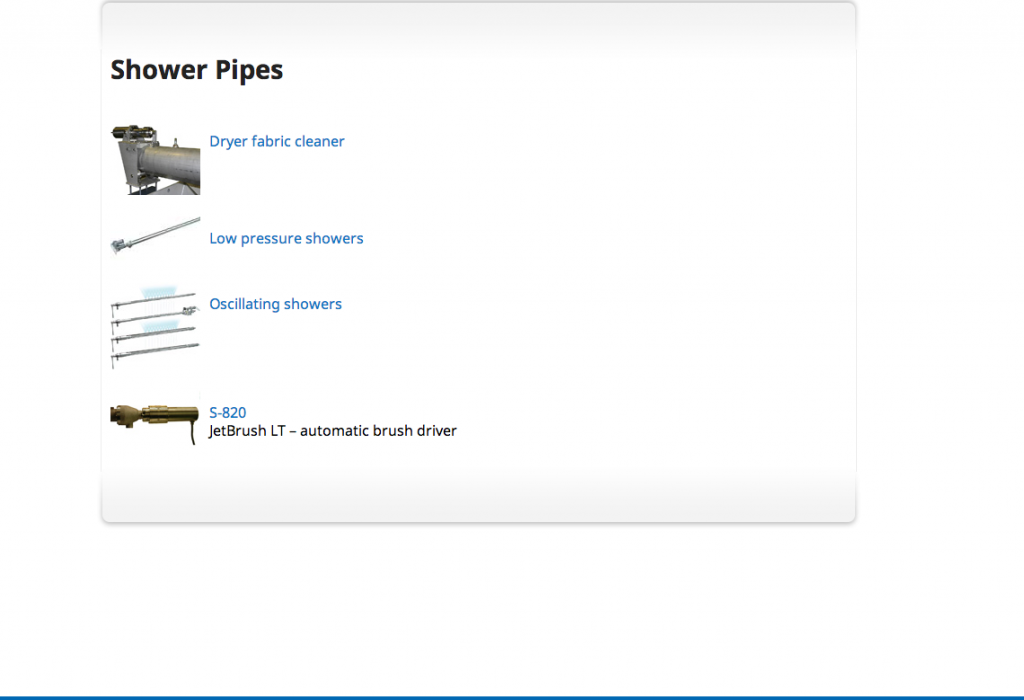 Shower Pipes
Dryer fabric cleaner
Low pressure showers
Oscillating showers
S-820
JetBrush LT – automatic brush driver